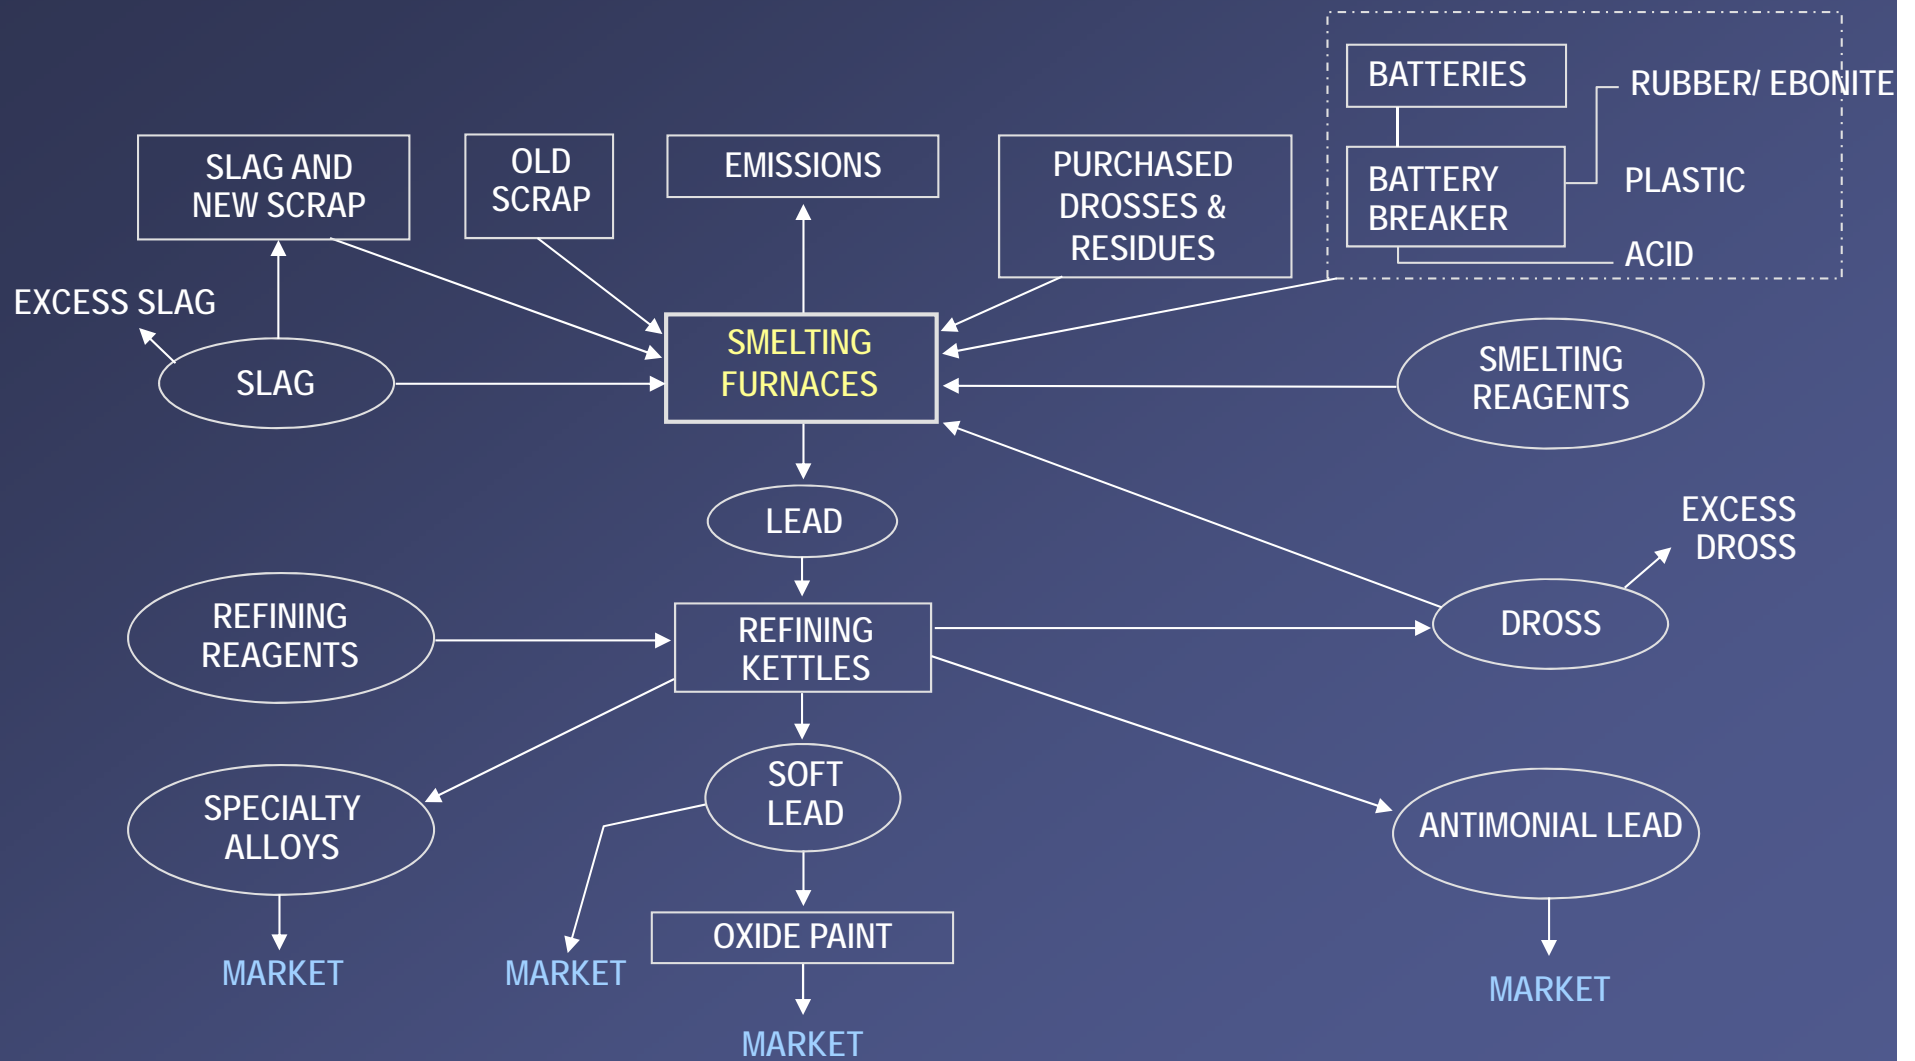 BATTERIES
RUBBER/ EBONITE
SLAG AND
NEW SCRAP
OLD
SCRAP
EMISSIONS
PURCHASED
DROSSES &
RESIDUES
BATTERY
BREAKER
PLASTIC
ACID
EXCESS SLAG
SLAG
SMELTING
FURNACES
SMELTING
REAGENTS
LEAD
EXCESS
DROSS
REFINING
REAGENTS
REFINING
KETTLES
DROSS
SPECIALTY
ALLOYS
SOFT
LEAD
ANTIMONIAL LEAD
OXIDE PAINT
MARKET
MARKET
MARKET
MARKET